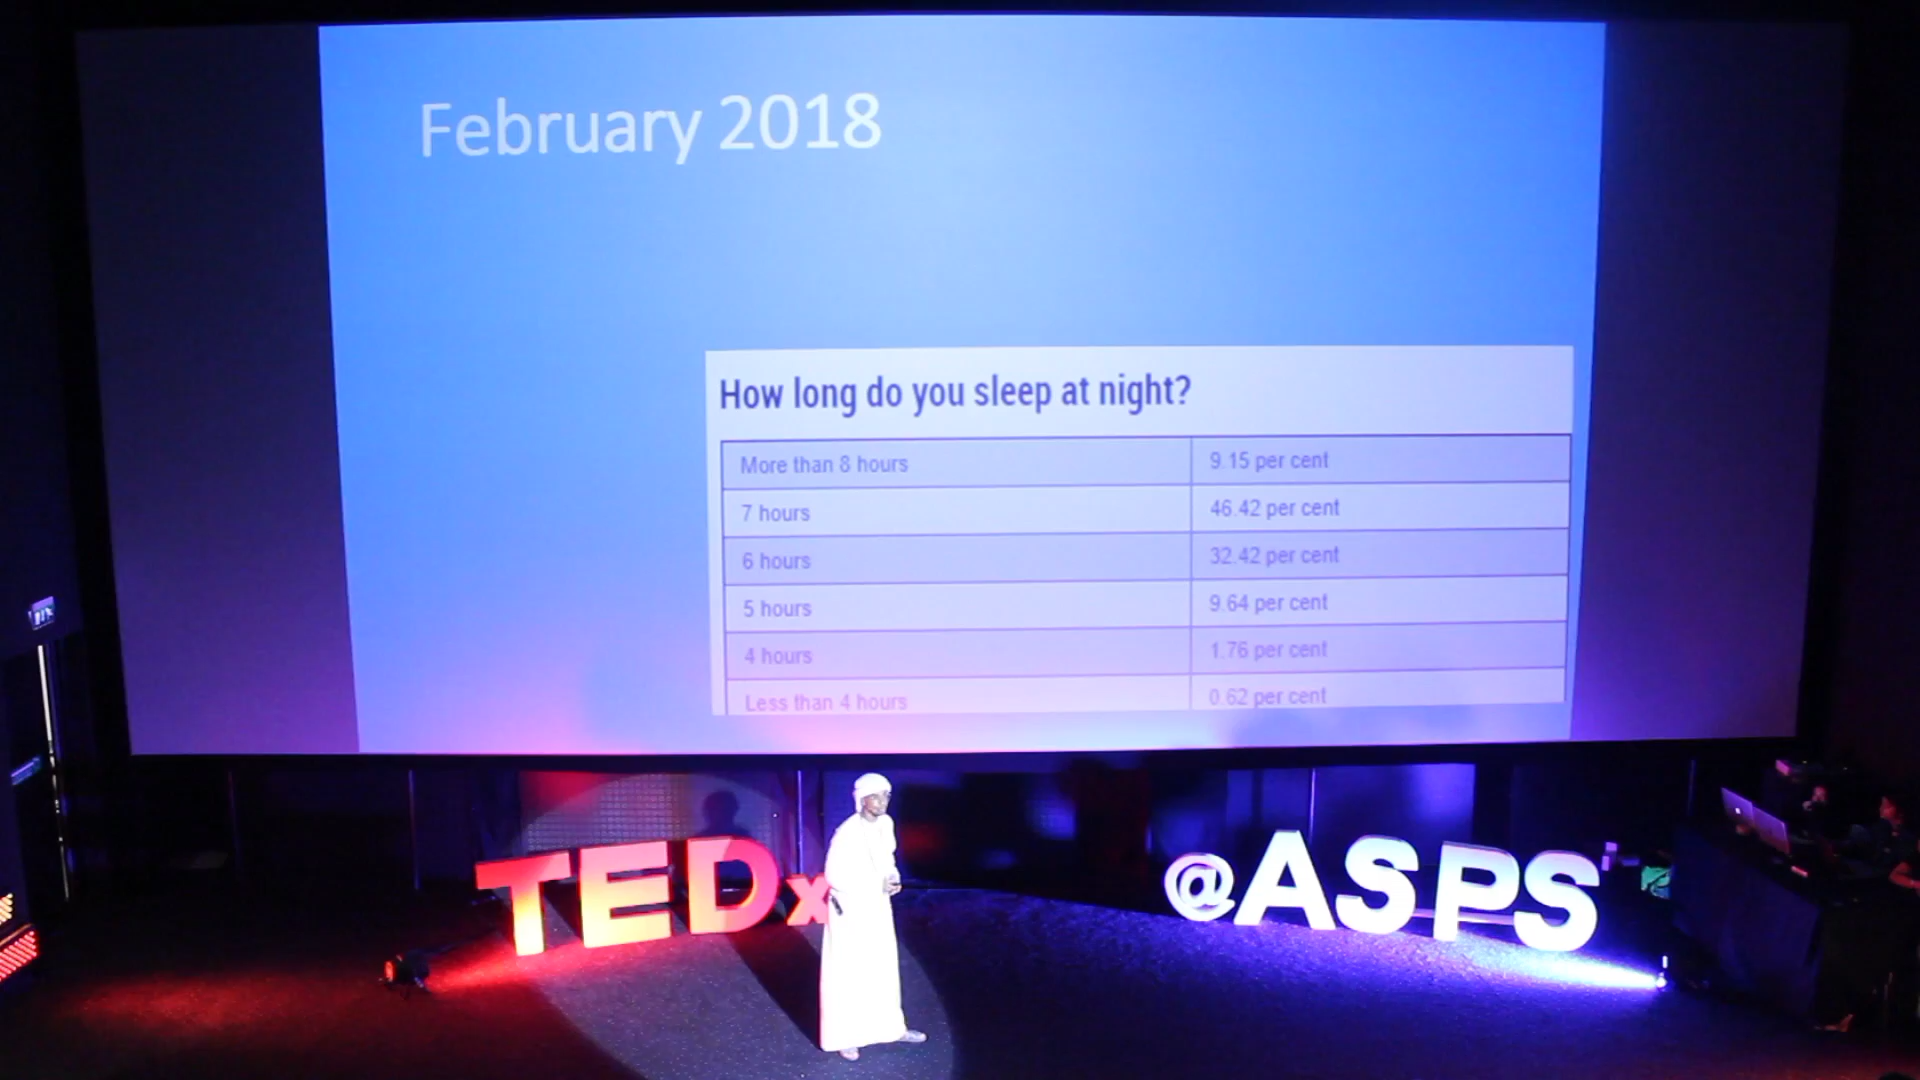 February 2018
How long do you sleep at night?
More than 8 hours 9.15 per cent
7 hours 46.42 per cent
6 hours 32.42 per cent
5 hours 9.64 per cent
4 hours 1.76 per cent
Less than 4 hours 0.62 per cent
TEDx @ASPS